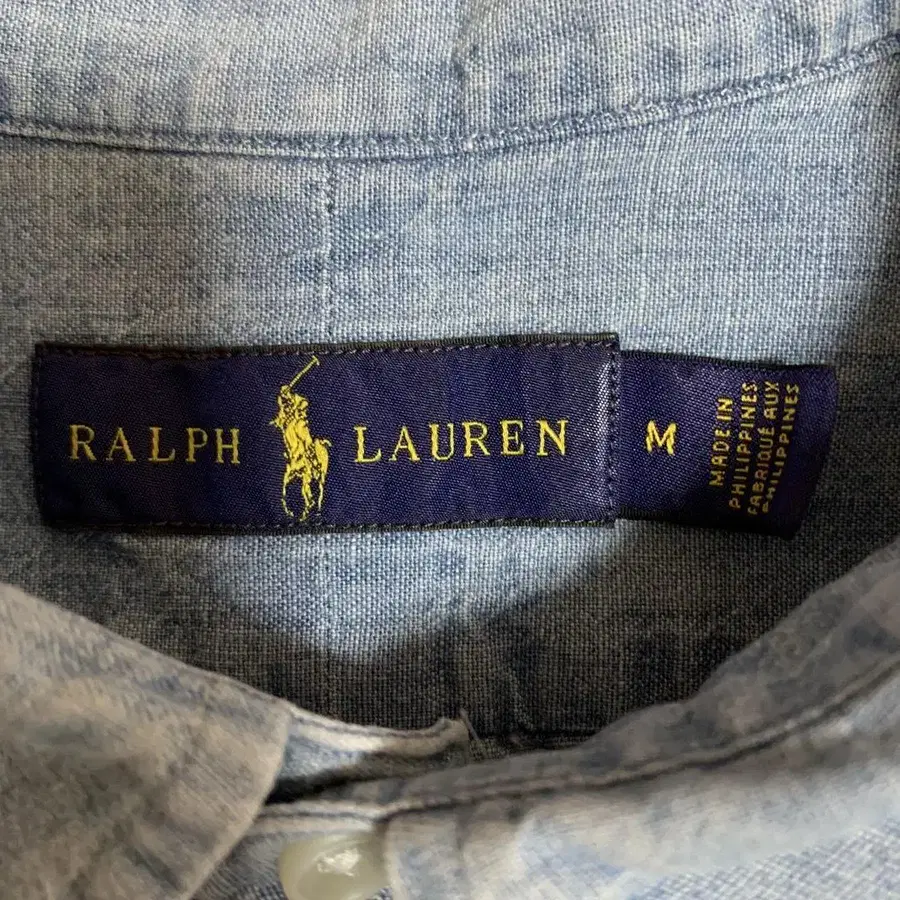 RALPH LAUREN
M
MADE IN
PHILIPPINES
FABRIQUÉ AUX
PHILIPPINES